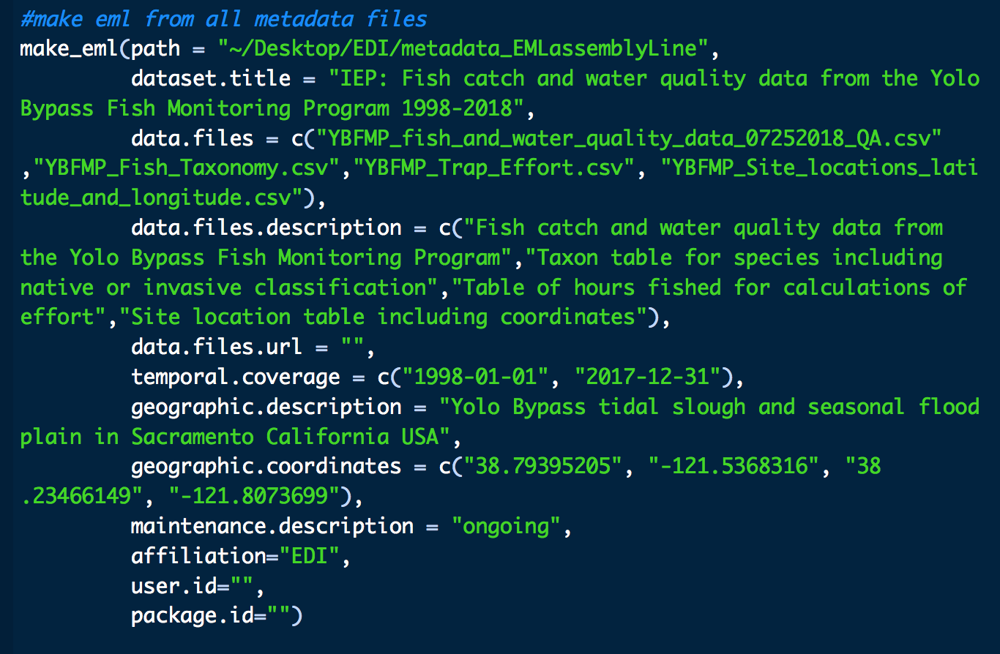 #make eml from all metadata files
make_eml(path = "~/Desktop/EDI/metadata_EMLassemblyLine",
dataset.title = "IEP: Fish catch and water quality data from the Yolo
Bypass Fish Monitoring Program 1998-2018",
data.files = c("YBFMP_fish_and_water_quality_data_07252018_QA.csv"
,"YBFMP_Fish_Taxonomy.csv","YBFMP_Trap_Effort.csv", "YBFMP_Site_locations_lati
tude_and_longitude.csv"),
data.files.description = c("Fish catch and water quality data from
the Yolo Bypass Fish Monitoring Program","Taxon table for species including
native or invasive classification","Table of hours fished for calculations of
effort","Site location table including coordinates"),
data.files.url = "",
temporal.coverage = c("1998-01-01", "2017-12-31"),
geographic.description = "Yolo Bypass tidal slough and seasonal flood
plain in Sacramento California USA",
geographic.coordinates = c("38.79395205", "-121.5368316", "38
.23466149", "-121.8073699"),
maintenance.description = "ongoing",
affiliation="EDI",
user.id="",
package.id="")